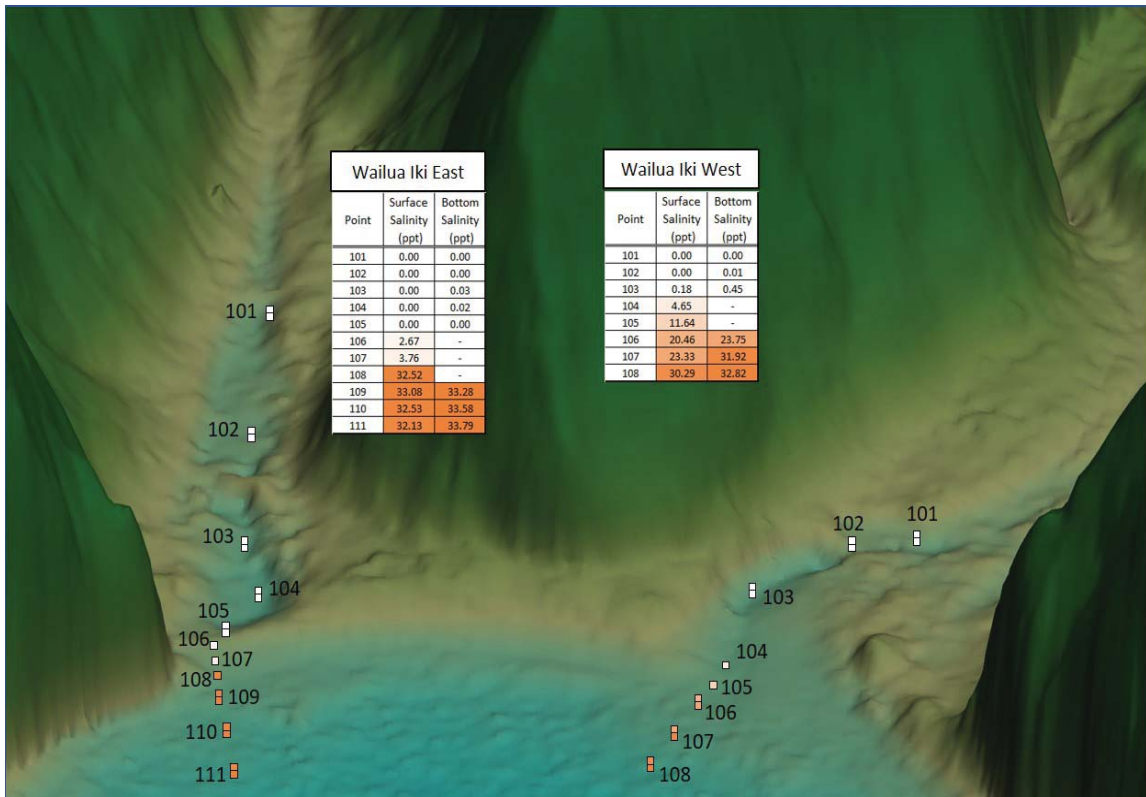 Wailua Iki East
Point Surface Salinity (ppt) Bottom Salinity (ppt)
101 0.00 0.00
102 0.00 0.00
103 0.00 0.03
104 0.00 0.02
105 0.00 0.00
106 2.67 -
107 3.76 -
108 32.52 -
109 33.08 33.28
110 32.53 33.58
111 32.13 33.79
Wailua Iki West
Point Surface Salinity (ppt) Bottom Salinity (ppt)
101 0.00 0.00
102 0.00 0.01
103 0.18 0.45
104 4.65 -
105 11.64 -
106 20.46 23.75
107 23.33 31.92
108 30.29 32.82
101
102
103
104
105
106
107
108
109
110
111
101
102
103
104
105
106
107
108